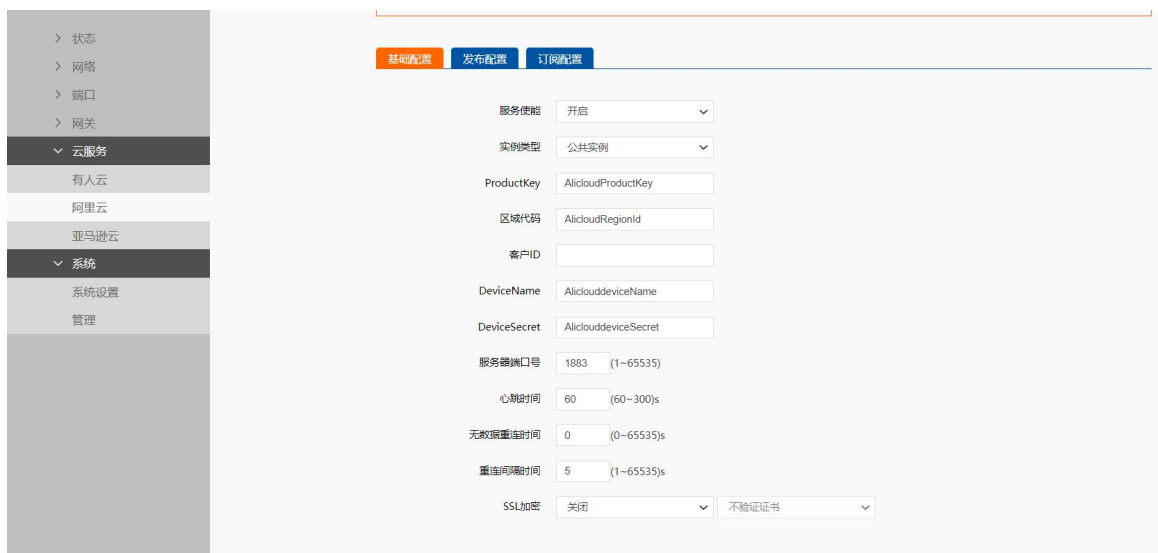 状态
网络
端口
网关
云服务
有人云
阿里云
亚马逊云
系统
系统设置
管理
基础配置 发布配置 订阅配置
服务使能 开启
实例类型 公共实例
ProductKey AlicloudProductKey
区域代码 AlicloudRegionId
客户ID
DeviceName AliclouddeviceName
DeviceSecret AliclouddeviceSecret
服务器端口号 1883 (1~65535)
心跳时间 60 (60~300)s
无数据重连时间 0 (0~65535)s
重连间隔时间 5 (1~65535)s
SSL加密 关闭 不验证证书